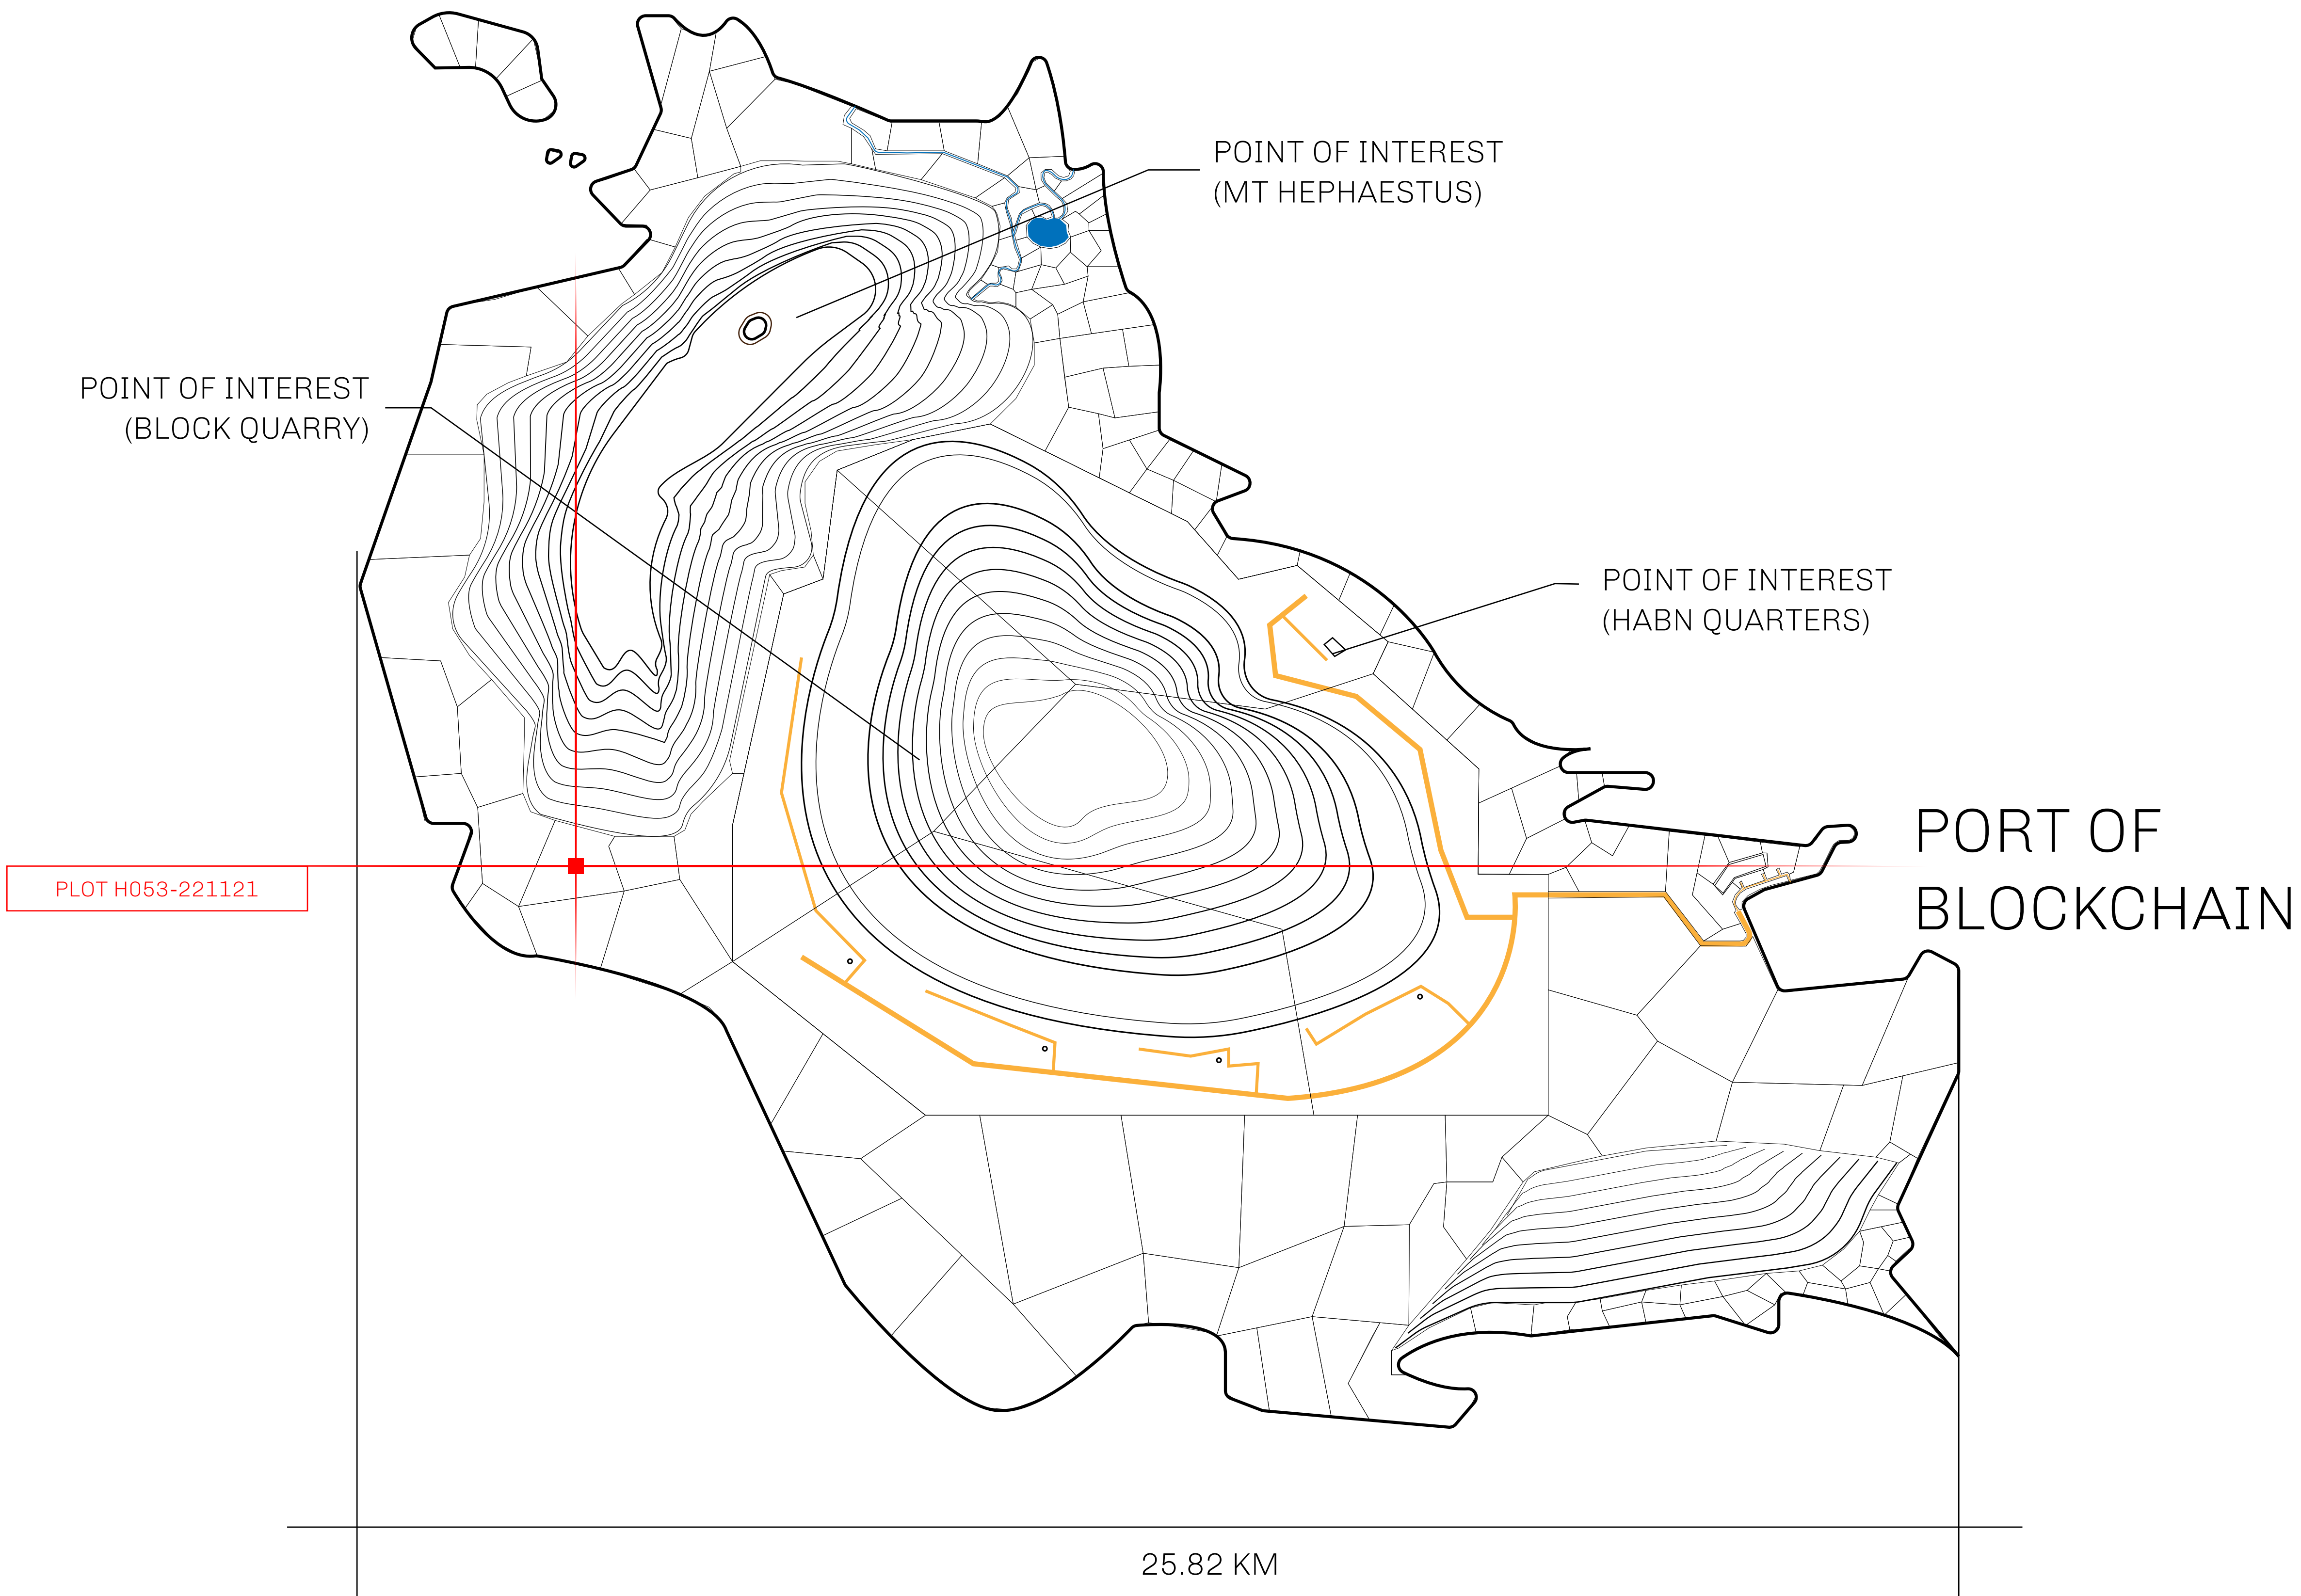 POINT OF INTEREST
(MT HEPHAESTUS)
POINT OF INTEREST
(BLOCK QUARRY)
POINT OF INTEREST
(HABN QUARTERS)
PORT OF
BLOCKCHAIN
PLOT H053-221121
25.82 KM